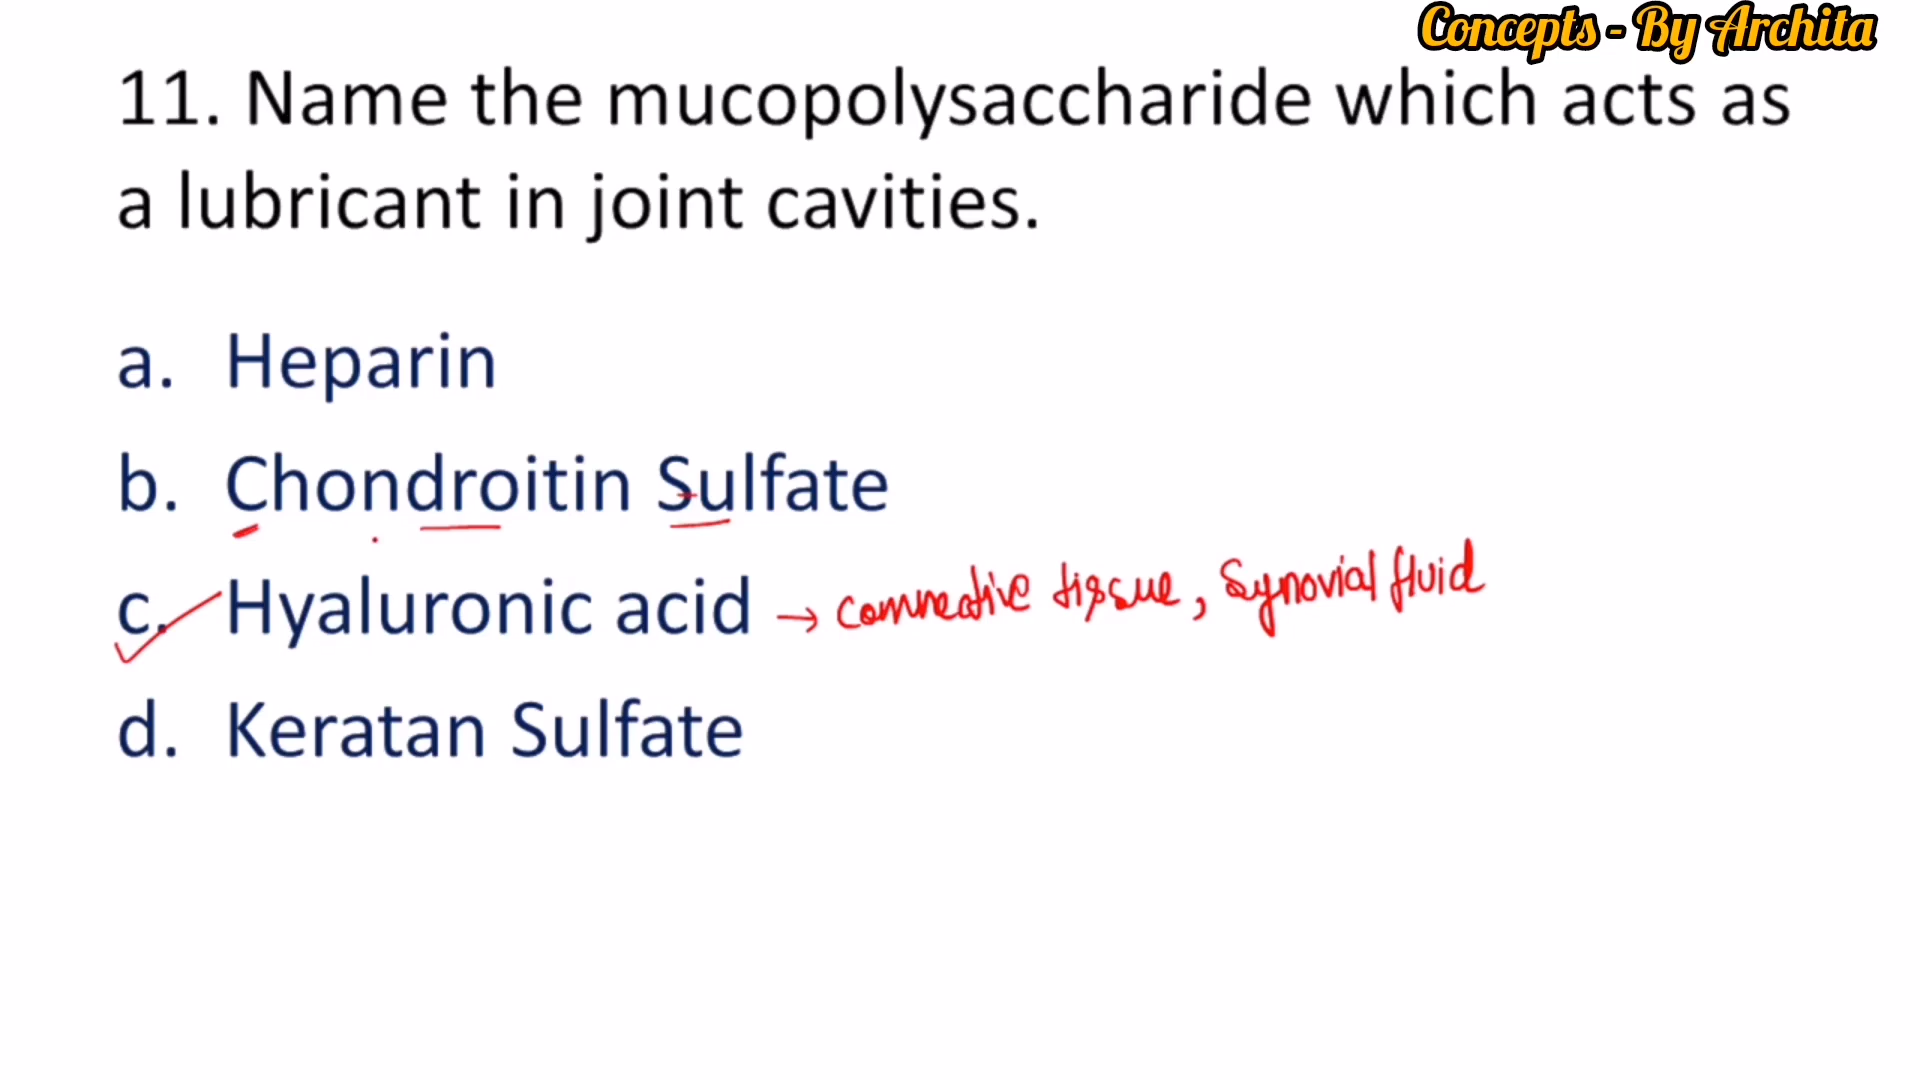 Concepts - By Archita
11. Name the mucopolysaccharide which acts as
a lubricant in joint cavities.
a. Heparin
b. Chondroitin Sulfate
c. Hyaluronic acid → connective tissue, Synovial fluid
d. Keratan Sulfate